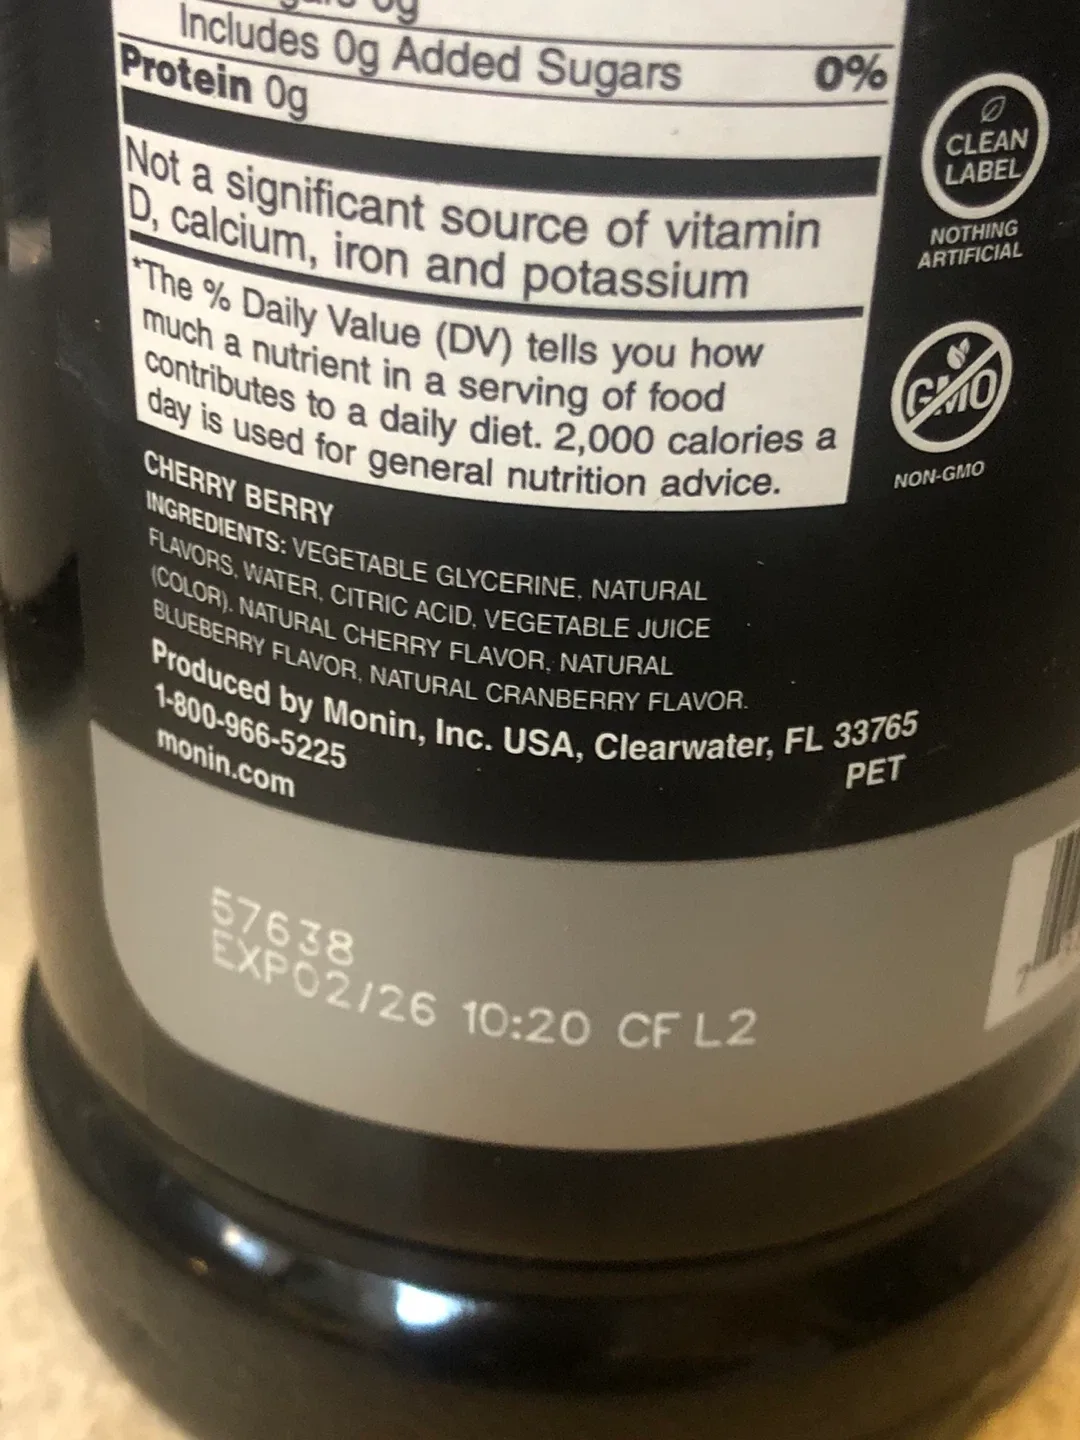 0g
Includes 0g Added Sugars 0%
Protein 0g
Not a significant source of vitamin
D, calcium, iron and potassium
*The % Daily Value (DV) tells you how
much a nutrient in a serving of food
contributes to a daily diet. 2,000 calories a
day is used for general nutrition advice.
CLEAN
LABEL
NOTHING
ARTIFICIAL
GMO
NON-GMO
CHERRY BERRY
INGREDIENTS: VEGETABLE GLYCERINE, NATURAL
FLAVORS, WATER, CITRIC ACID, VEGETABLE JUICE
(COLOR). NATURAL CHERRY FLAVOR, NATURAL
BLUEBERRY FLAVOR, NATURAL CRANBERRY FLAVOR.
Produced by Monin, Inc. USA, Clearwater, FL 33765
1-800-966-5225
PET
monin.com
57638
EXP02/26 10:20 CF L2
7